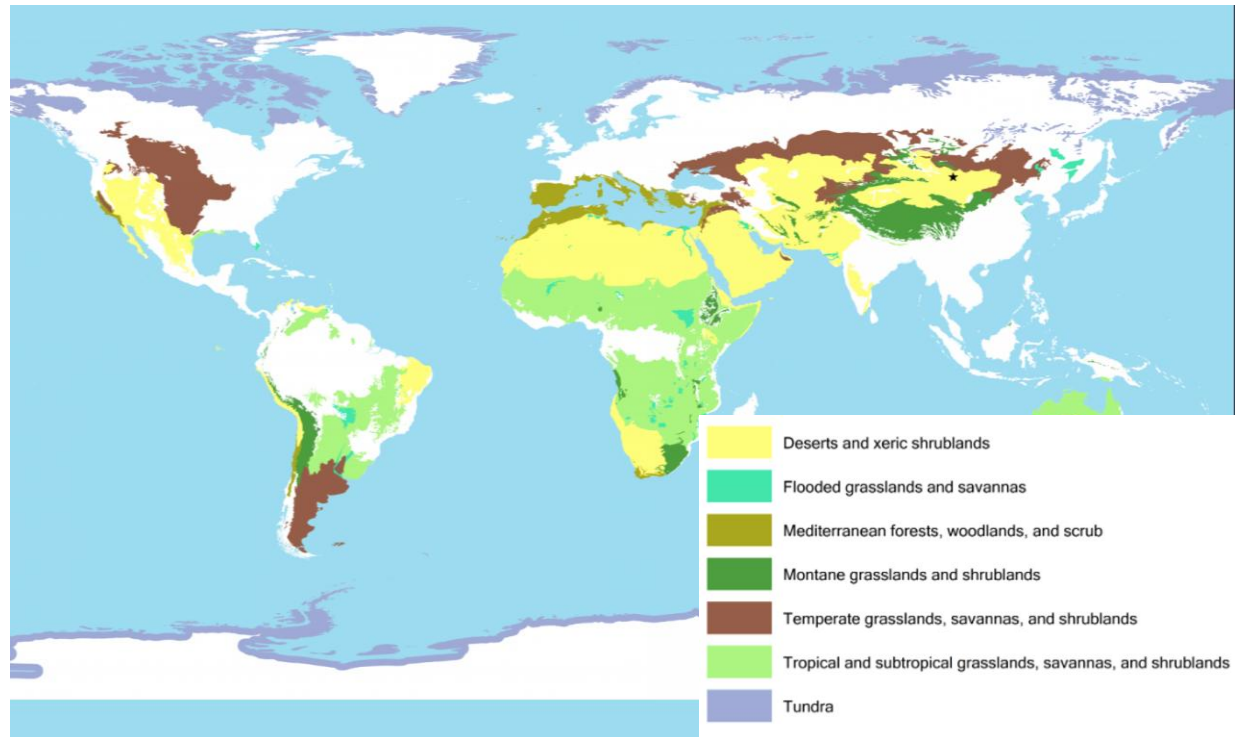 Deserts and xeric shrublands
Flooded grasslands and savannas
Mediterranean forests, woodlands, and scrub
Montane grasslands and shrublands
Temperate grasslands, savannas, and shrublands
Tropical and subtropical grasslands, savannas, and shrublands
Tundra